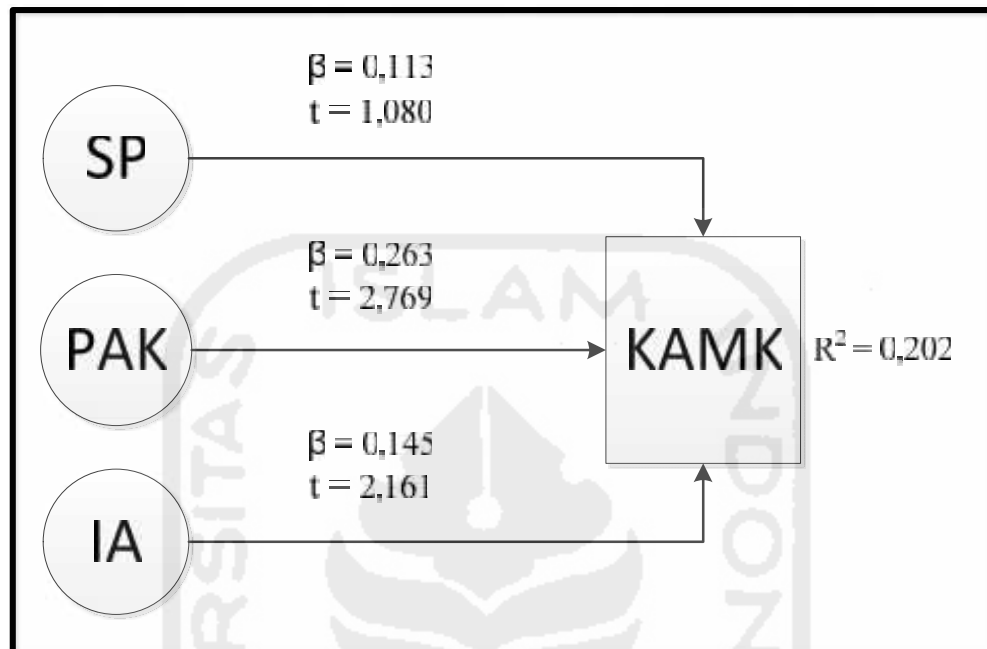 β = 0,113
t = 1,080
SP
β = 0,263
t = 2,769
PAK
KAMK
R² = 0,202
β = 0,145
t = 2,161
IA
ISLAM